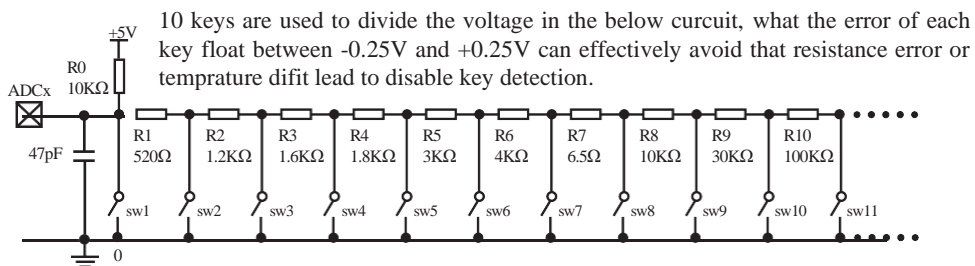 10 keys are used to divide the voltage in the below curcuit, what the error of each
key float between -0.25V and +0.25V can effectively avoid that resistance error or
temprature difit lead to disable key detection.
+5V
R0
10KΩ
ADCx
47pF
R1
520Ω
R2
1.2KΩ
R3
1.6KΩ
R4
1.8KΩ
R5
3KΩ
R6
4KΩ
R7
6.5Ω
R8
10KΩ
R9
30KΩ
R10
100KΩ
sw1
sw2
sw3
sw4
sw5
sw6
sw7
sw8
sw9
sw10
sw11
0